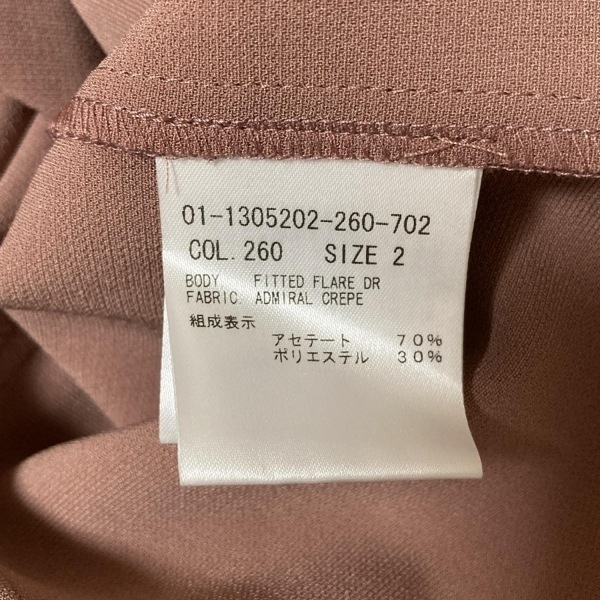 01-1305202-260-702
COL. 260 SIZE 2
BODY FITTED FLARE DR
FABRIC. ADMIRAL CREPE
組成表示
アセテート 70%
ポリエステル 30%